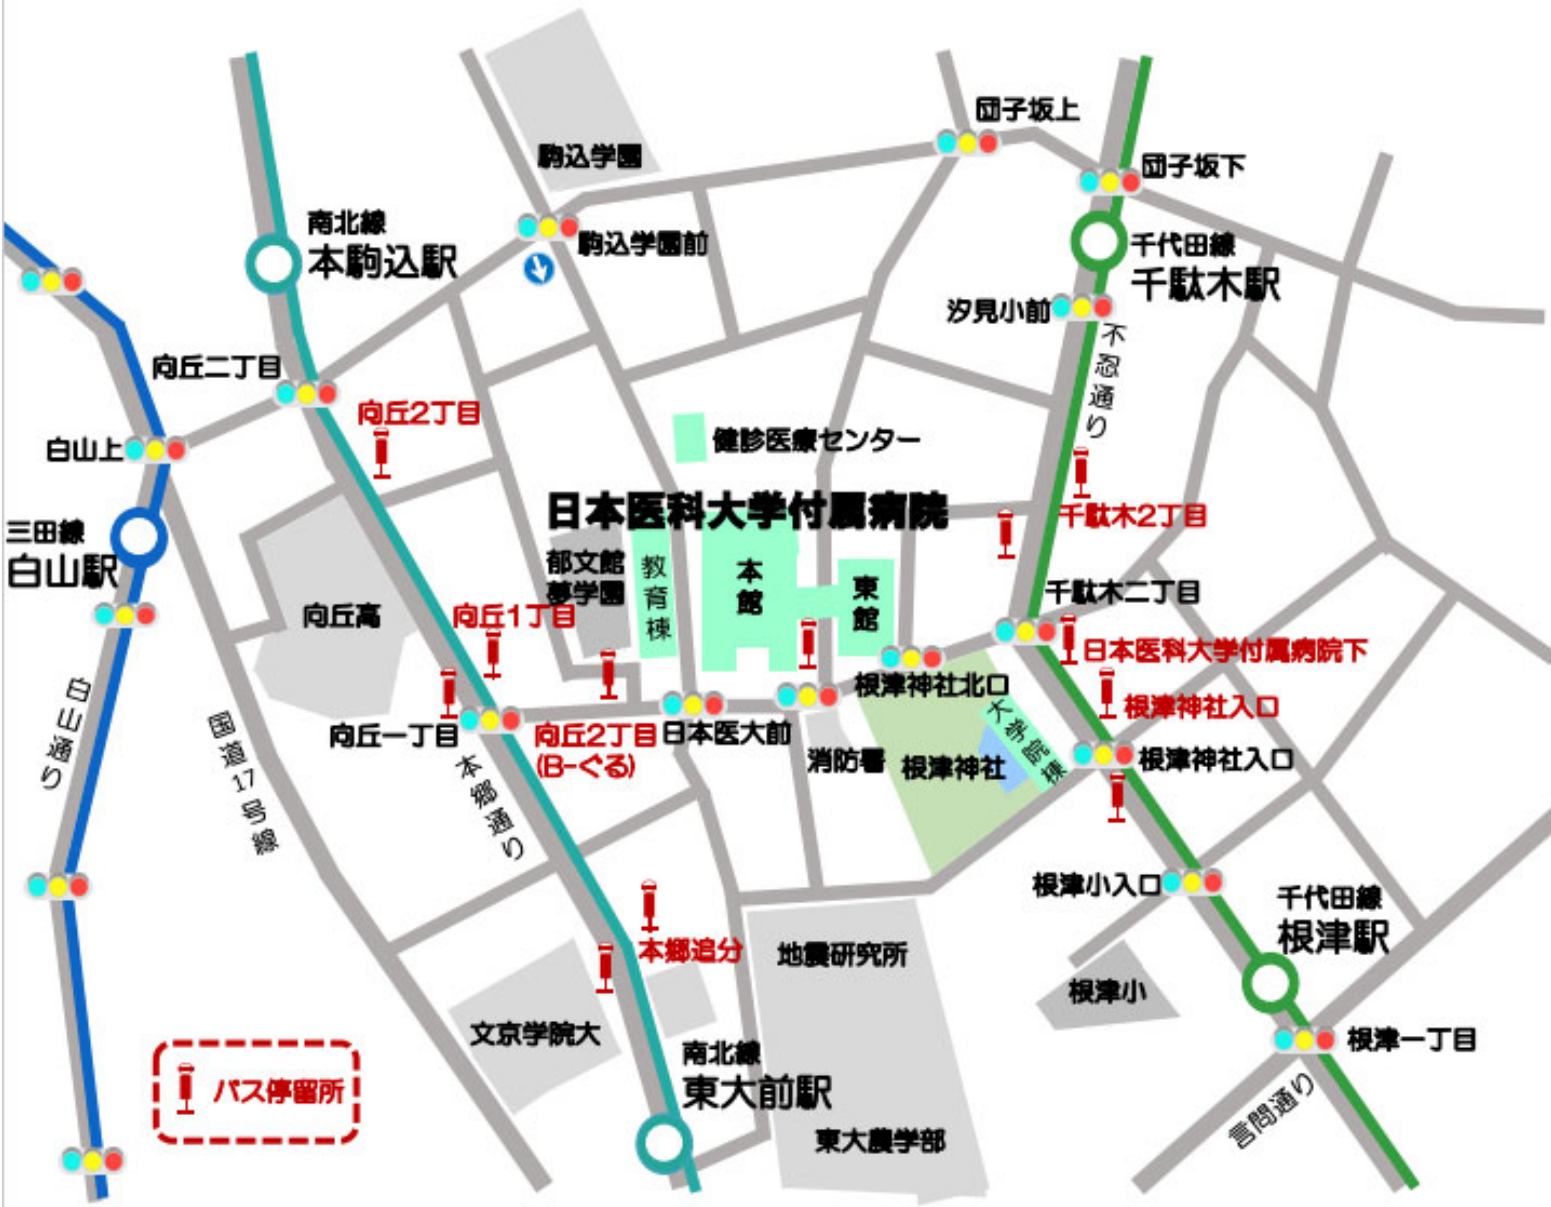 団子坂上
駒込学園
団子坂下
南北線
本駒込駅
駒込学園前
千代田線
千駄木駅
汐見小前
不忍通り
向丘二丁目
向丘2丁目
白山上
健診医療センター
日本医科大学付属病院
千駄木2丁目
三田線
白山駅
郁文館
夢学園
教育棟
本館
東館
千駄木二丁目
向丘高
向丘1丁目
日本医科大学付属病院下
根津神社北口
根津神社入口
白山通り
国道17号線
向丘一丁目
本郷通り
向丘2丁目
(B-ぐる)
日本医大前
消防署
根津神社
大学院棟
根津神社入口
根津小入口
千代田線
根津駅
本郷追分
地震研究所
根津小
文京学院大
根津一丁目
南北線
東大前駅
バス停留所
東大農学部
言問通り